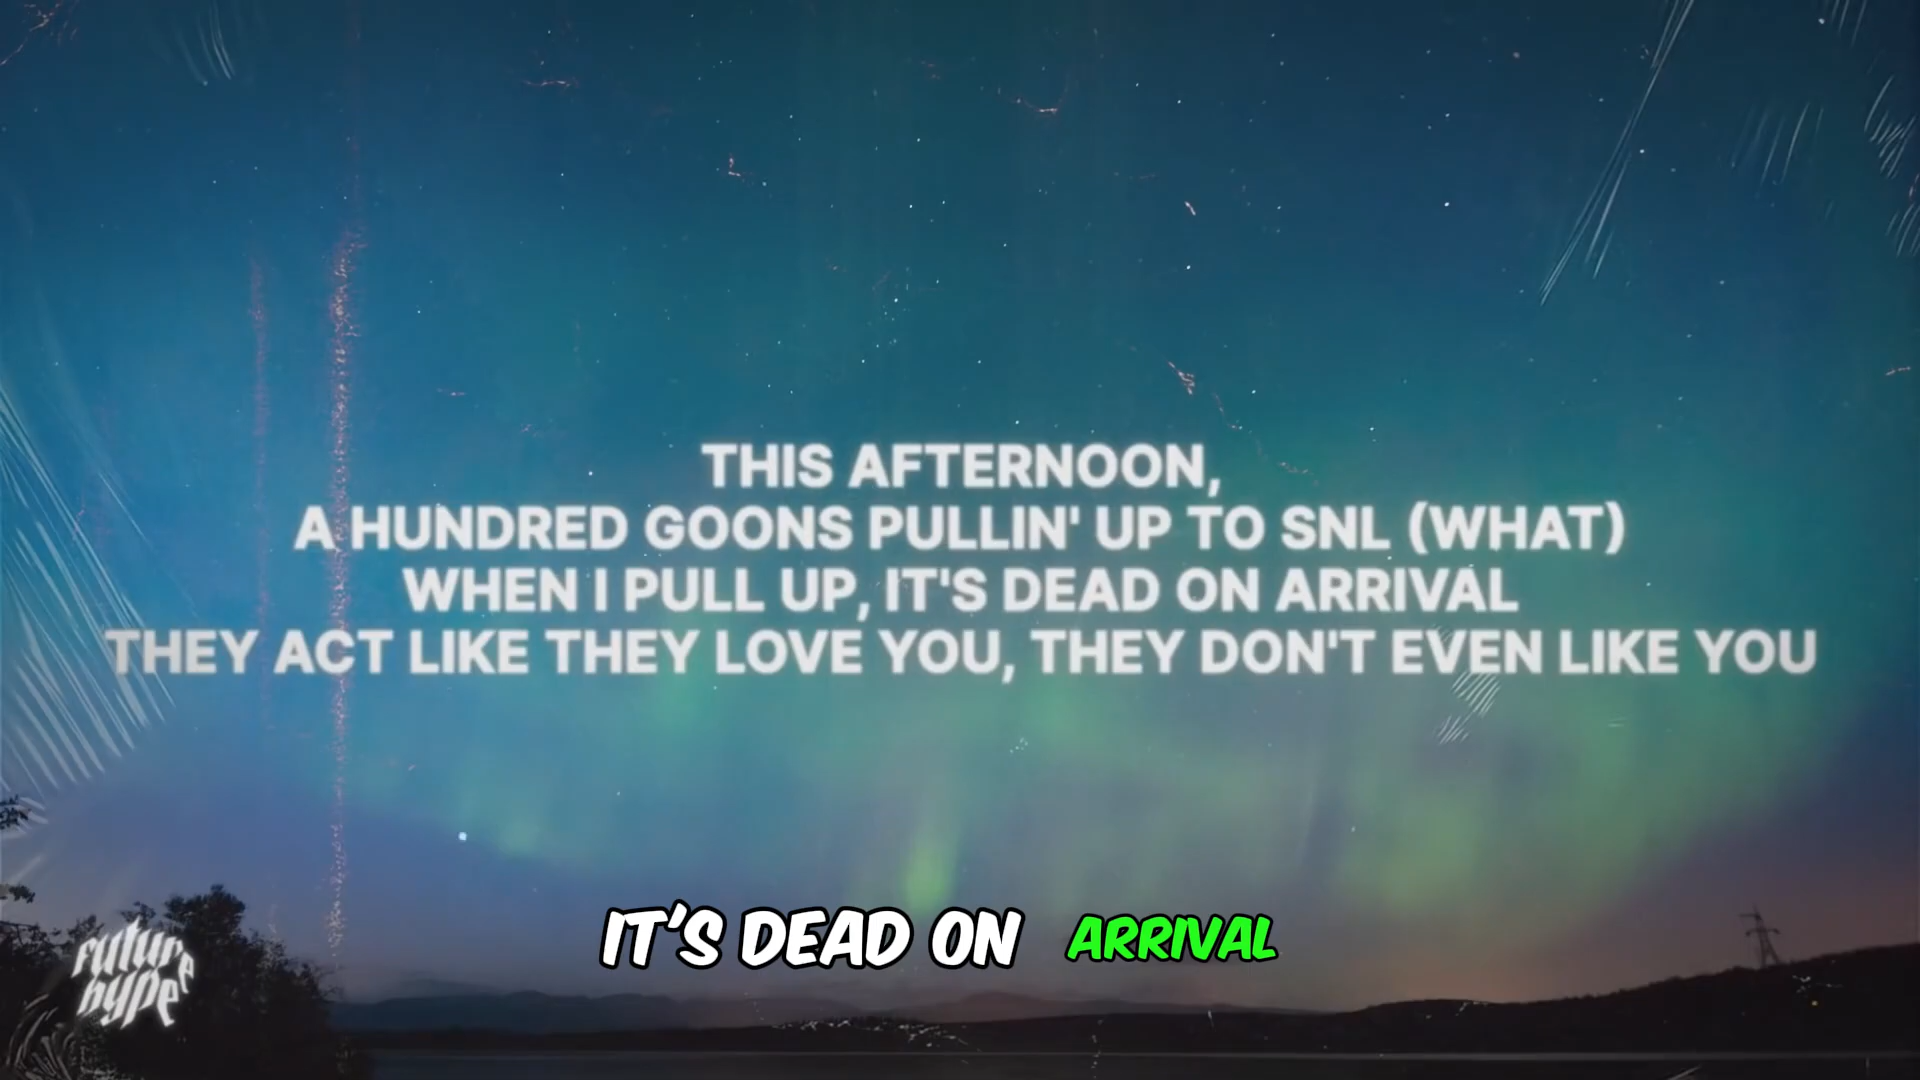 THIS AFTERNOON,
A HUNDRED GOONS PULLIN' UP TO SNL (WHAT)
WHEN I PULL UP, IT'S DEAD ON ARRIVAL
THEY ACT LIKE THEY LOVE YOU, THEY DON'T EVEN LIKE YOU
IT'S DEAD ON ARRIVAL
future
hype